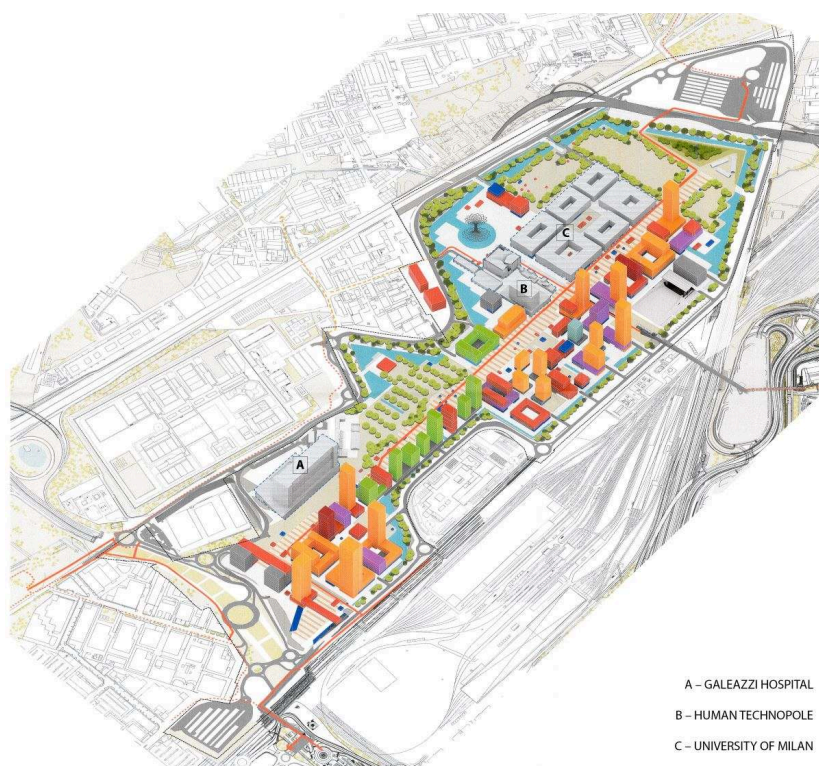 C
B
A
A – GALEAZZI HOSPITAL
B – HUMAN TECHNOPOLE
C – UNIVERSITY OF MILAN